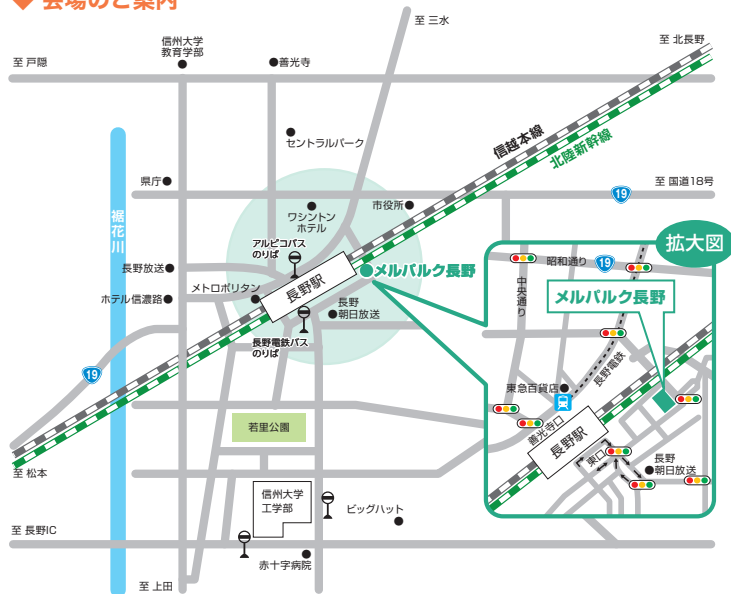 ◆ 会場のご案内
至 三水
至 北長野
信州大学
教育学部
至 戸隠
善光寺
信越本線
北陸新幹線
セントラルパーク
県庁
19
至 国道18号
裾花川
ワシントン
ホテル
市役所
アルピコバス
のりば
長野放送
メルパルク長野
メトロポリタン
長野駅
ホテル信濃路
長野
朝日放送
長野電鉄バス
のりば
19
若里公園
至 松本
信州大学
工学部
ビッグハット
至 長野IC
赤十字病院
至 上田
拡大図
昭和通り
19
中央通り
メルパルク長野
長野電鉄
東急百貨店
善光寺口
長野駅
東口
長野
朝日放送